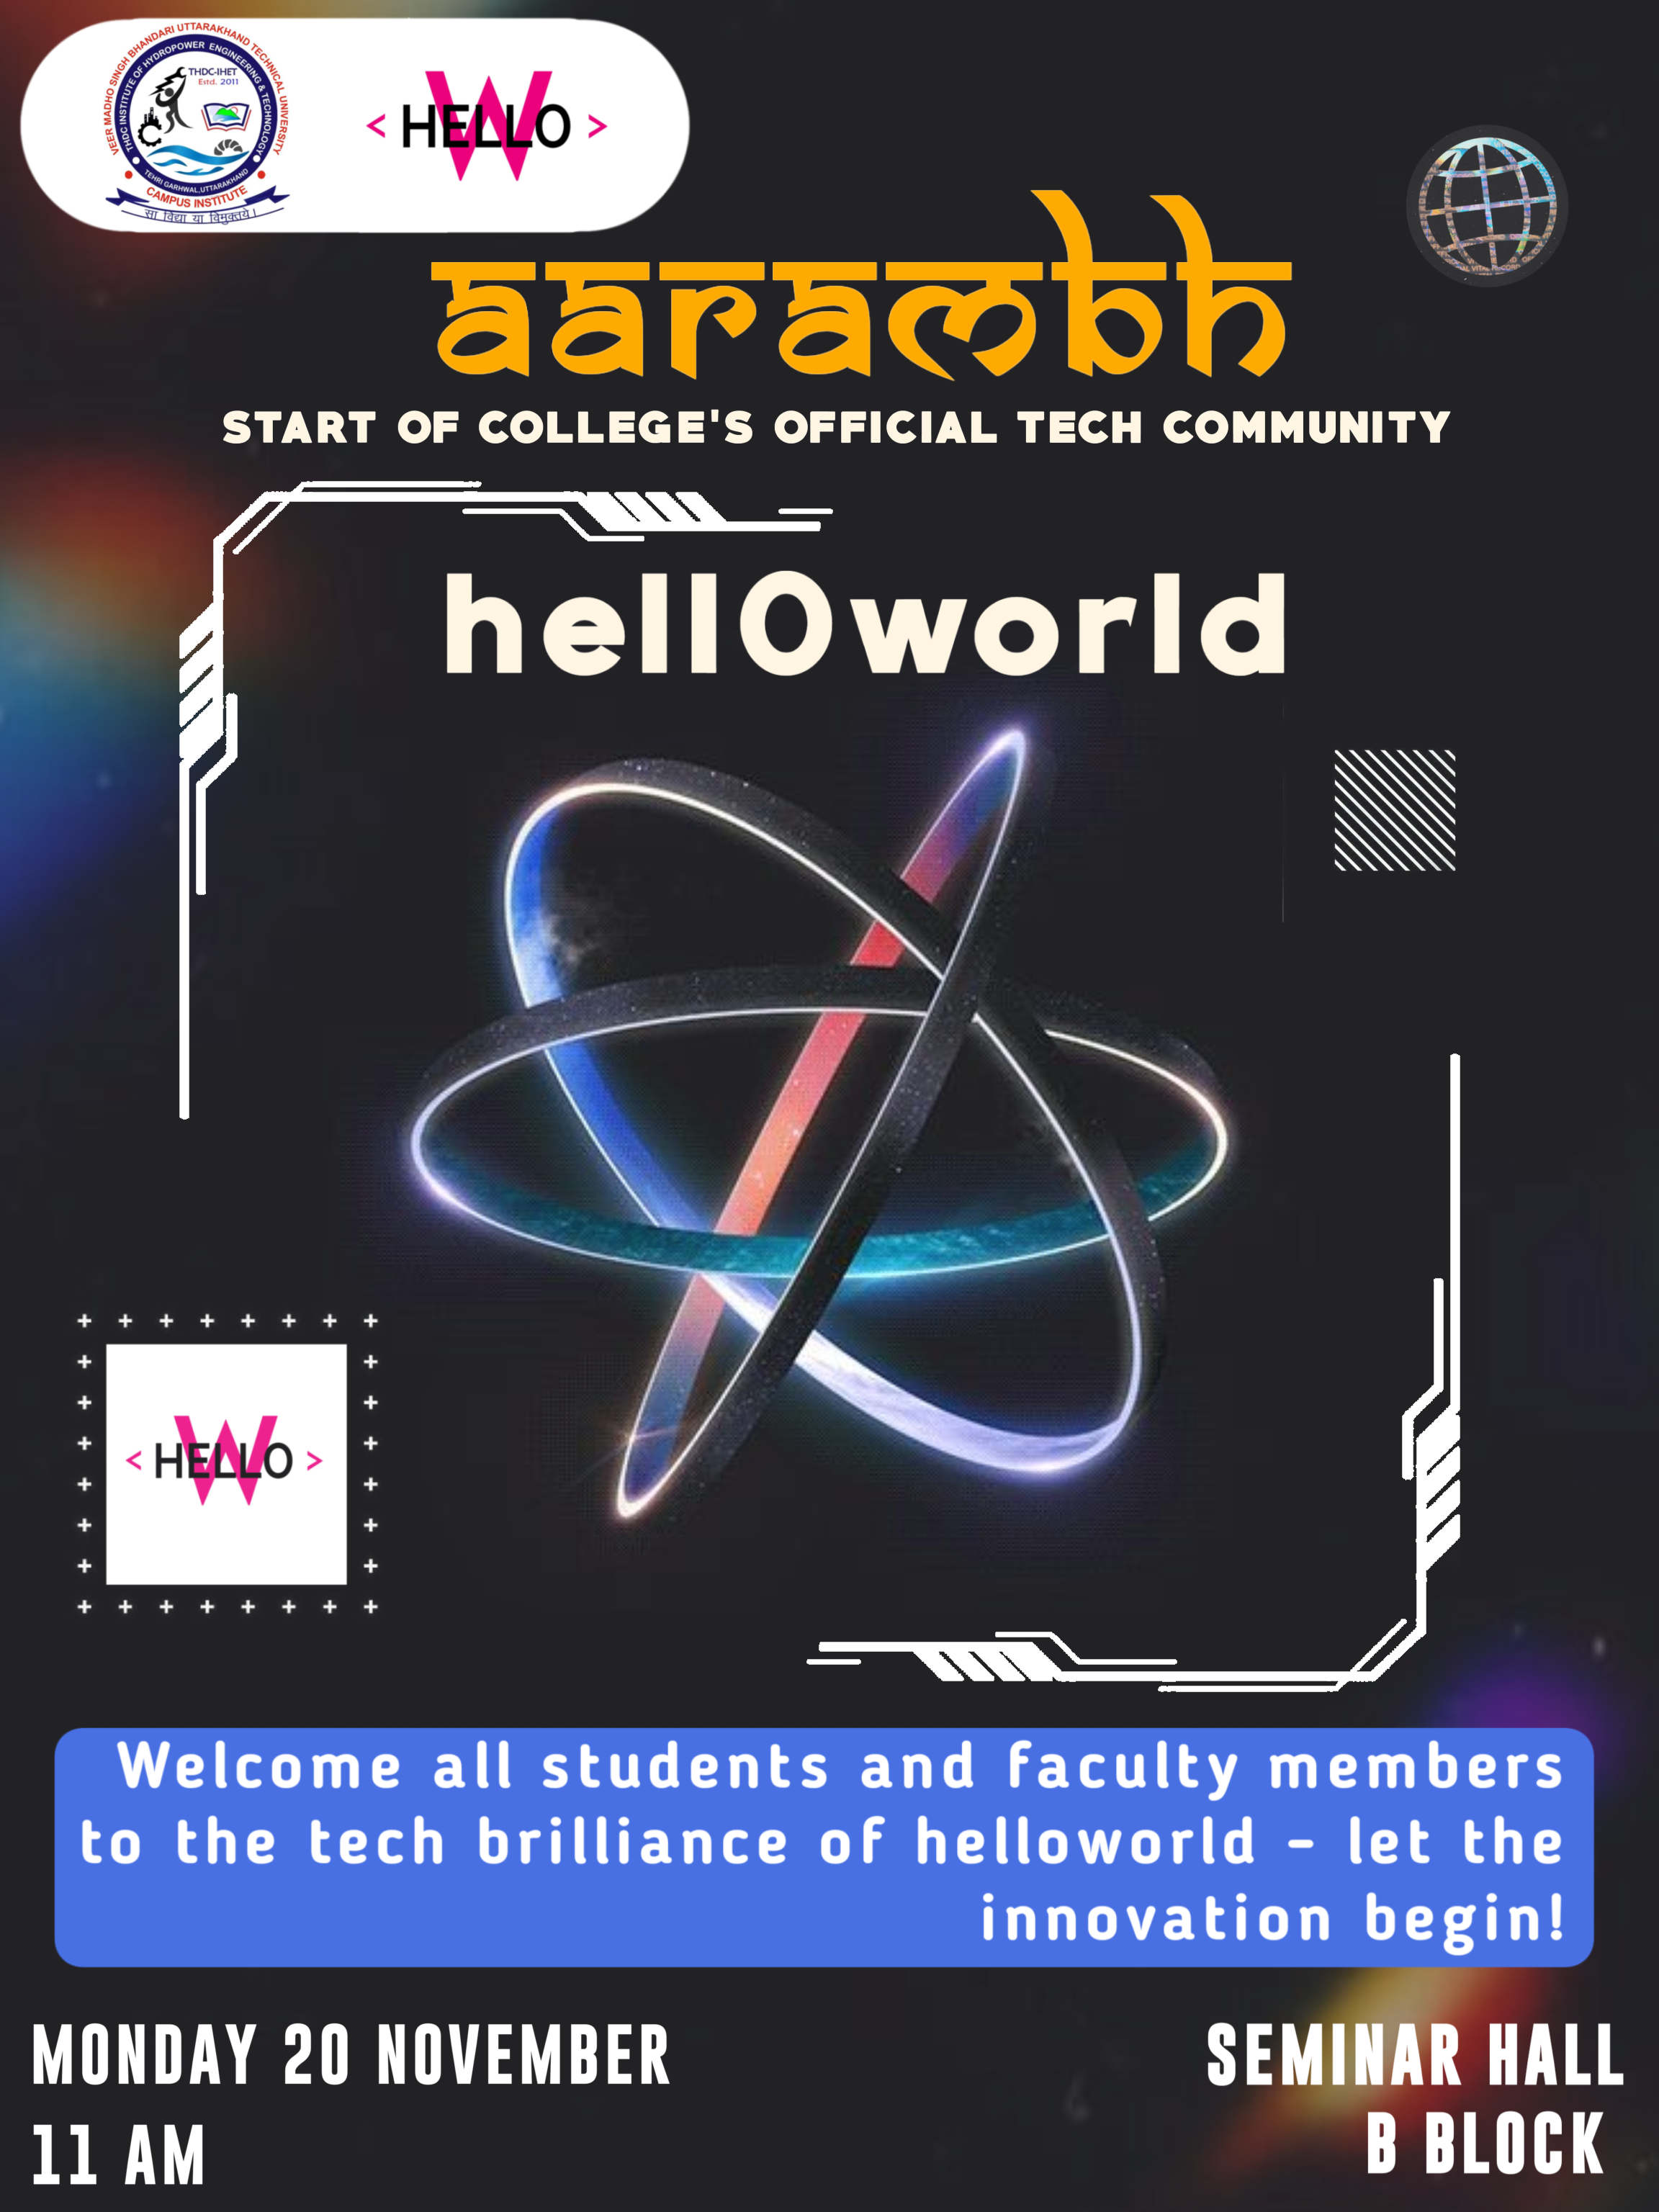 VEER MADHO SINGH BHANDARI UTTARAKHAND TECHNICAL UNIVERSITY
THDC INSTITUTE OF HYDROPOWER ENGINEERING & TECHNOLOGY
THDC-IHET
Estd. 2011
TEHRI GARHWAL, UTTARAKHAND
CAMPUS INSTITUTE
सा विद्या या विमुक्तये।
W
< HELLO >
aarambh
START OF COLLEGE'S OFFICIAL TECH COMMUNITY
hell0world
W
< HELLO >
Welcome all students and faculty members
to the tech brilliance of helloworld - let the
innovation begin!
MONDAY 20 NOVEMBER
11 AM
SEMINAR HALL
B BLOCK